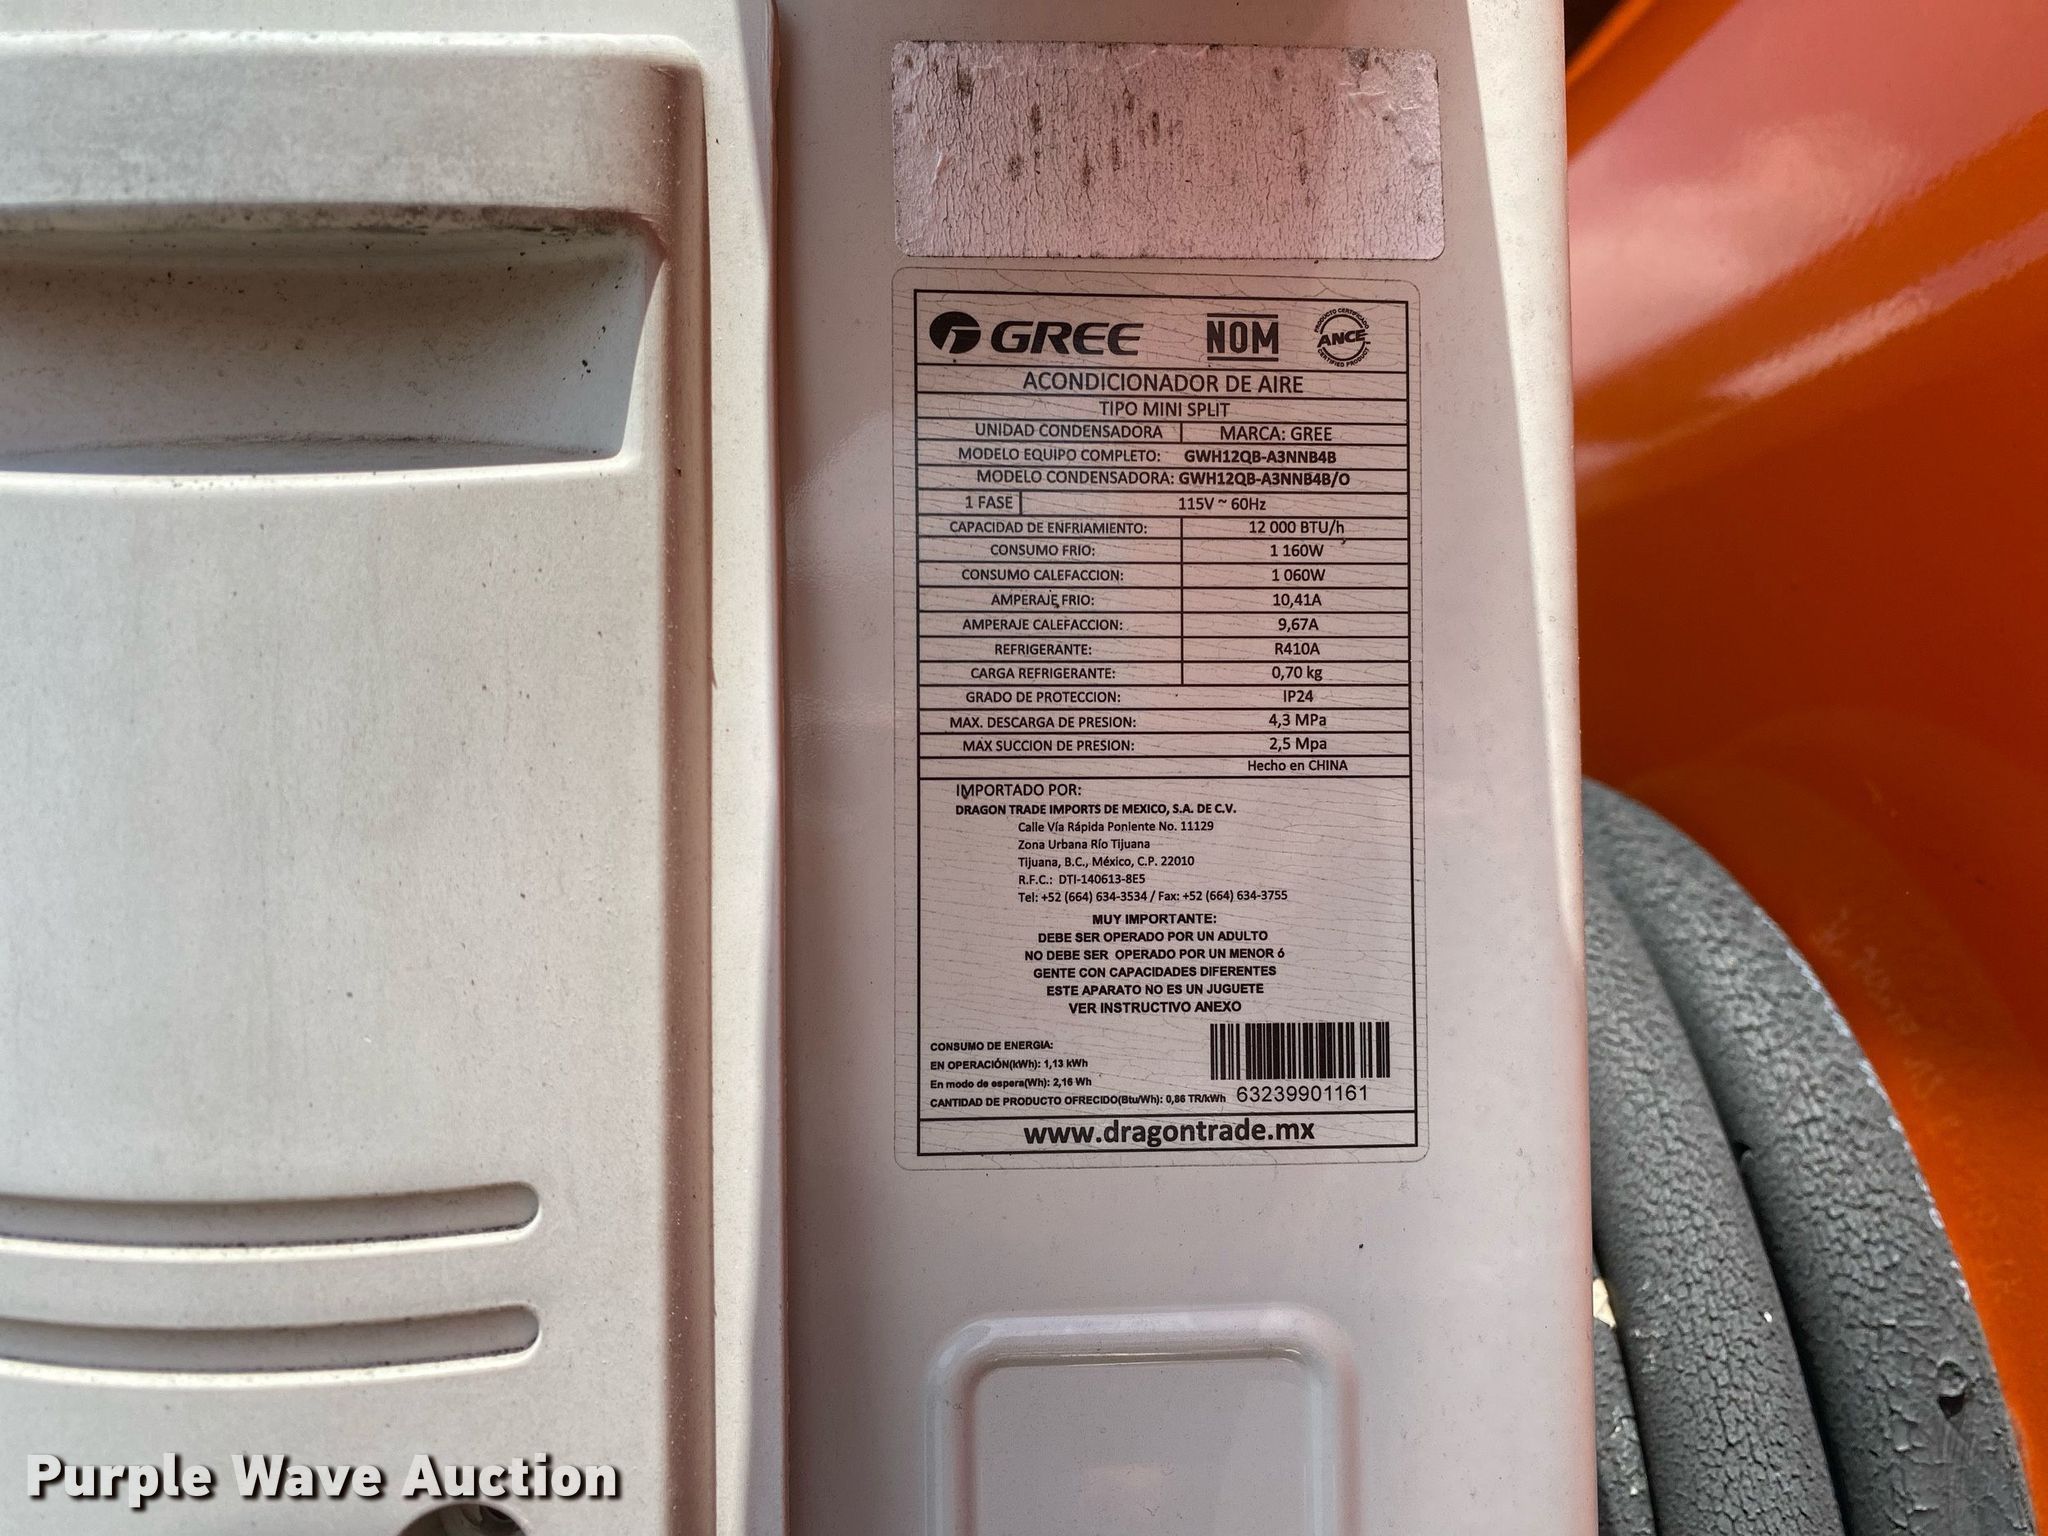 GREE NOM PRODUCTO CERTIFICADO ANCE CERTIFIED PRODUCT
ACONDICIONADOR DE AIRE
TIPO MINI SPLIT
UNIDAD CONDENSADORA MARCA: GREE
MODELO EQUIPO COMPLETO: GWH12QB-A3NNB4B
MODELO CONDENSADORA: GWH12QB-A3NNB4B/O
1 FASE 115V ~ 60Hz
CAPACIDAD DE ENFRIAMIENTO: 12 000 BTU/h
CONSUMO FRIO: 1 160W
CONSUMO CALEFACCION: 1 060W
AMPERAJE FRIO: 10,41A
AMPERAJE CALEFACCION: 9,67A
REFRIGERANTE: R410A
CARGA REFRIGERANTE: 0,70 kg
GRADO DE PROTECCION: IP24
MAX. DESCARGA DE PRESION: 4,3 MPa
MAX SUCCION DE PRESION: 2,5 Mpa
Hecho en CHINA
IMPORTADO POR:
DRAGON TRADE IMPORTS DE MEXICO, S.A. DE C.V.
Calle Vía Rápida Poniente No. 11129
Zona Urbana Río Tijuana
Tijuana, B.C., México, C.P. 22010
R.F.C.: DTI-140613-8E5
Tel: +52 (664) 634-3534 / Fax: +52 (664) 634-3755
MUY IMPORTANTE:
DEBE SER OPERADO POR UN ADULTO
NO DEBE SER OPERADO POR UN MENOR ó
GENTE CON CAPACIDADES DIFERENTES
ESTE APARATO NO ES UN JUGUETE
VER INSTRUCTIVO ANEXO
CONSUMO DE ENERGIA:
EN OPERACIÓN(kWh): 1,13 kWh
En modo de espera(Wh): 2,16 Wh
CANTIDAD DE PRODUCTO OFRECIDO(Btu/Wh): 0,86 TR/kWh
63239901161
www.dragontrade.mx
Purple Wave Auction